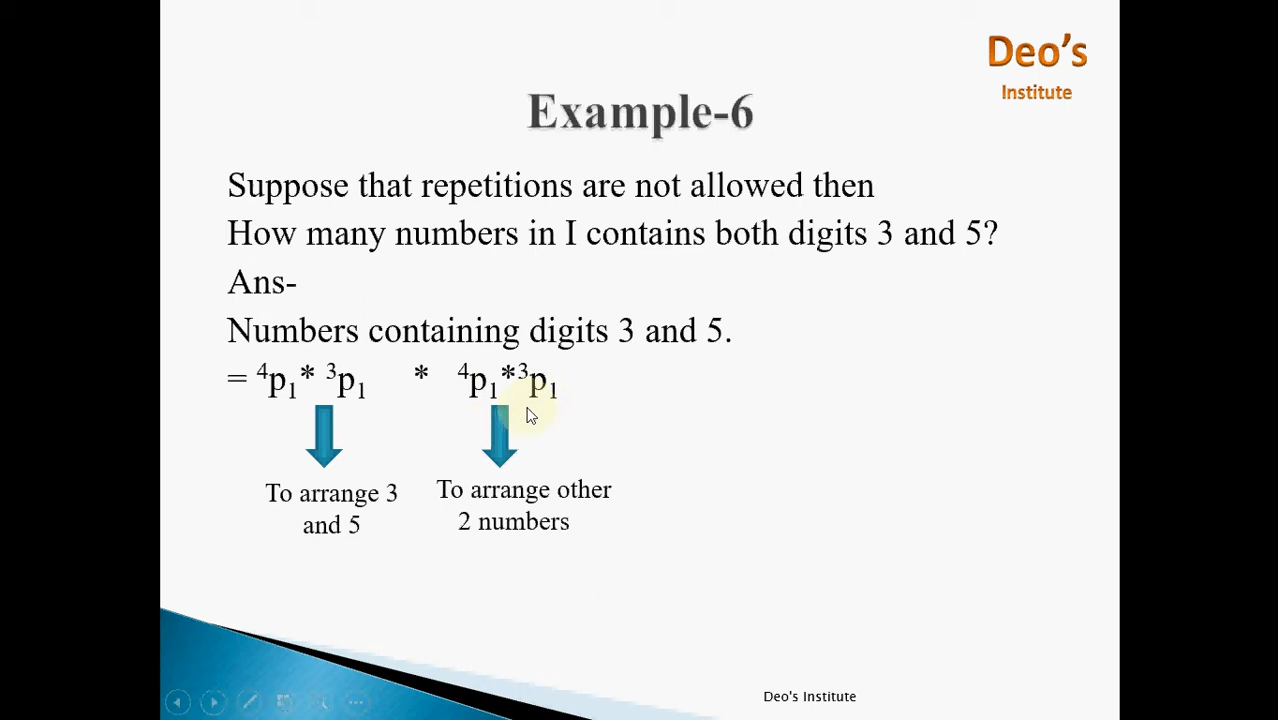 Deo's
Institute
Example-6
Suppose that repetitions are not allowed then
How many numbers in I contains both digits 3 and 5?
Ans-
Numbers containing digits 3 and 5.
= ⁴p₁* ³p₁ * ⁴p₁*³p₁
To arrange 3
and 5
To arrange other
2 numbers
Deo's Institute